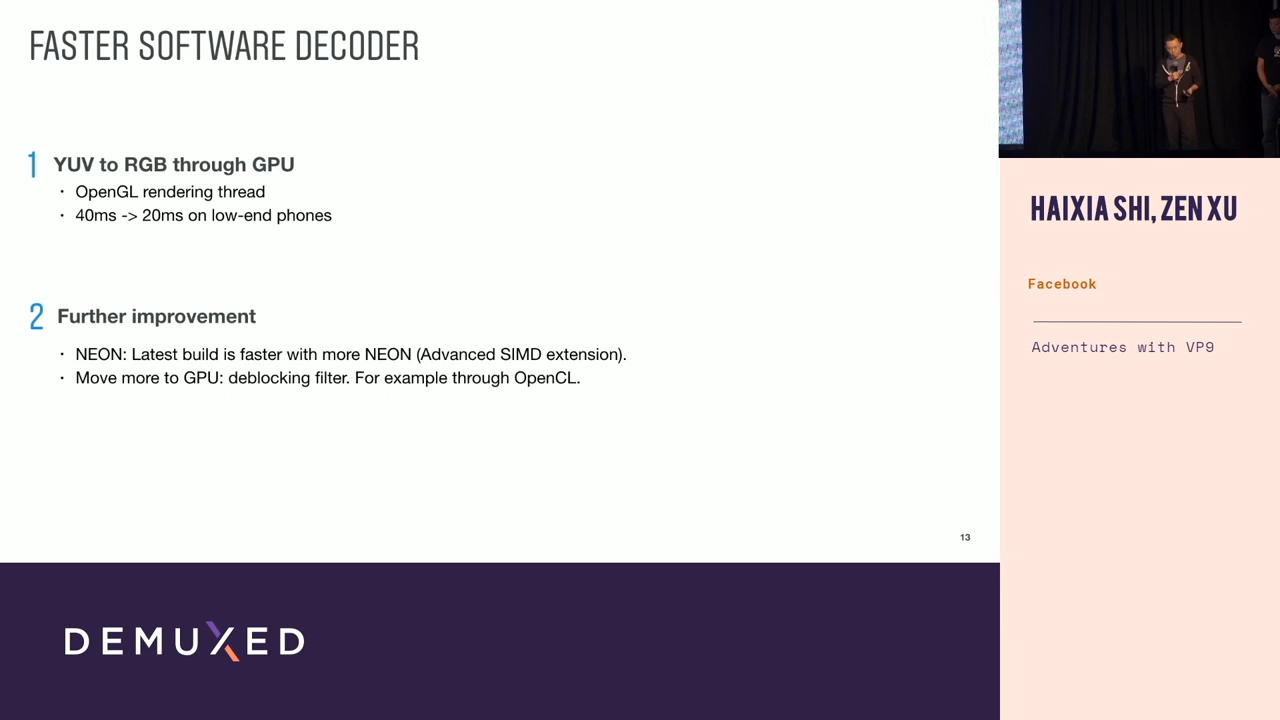 FASTER SOFTWARE DECODER
1 YUV to RGB through GPU
· OpenGL rendering thread
· 40ms -> 20ms on low-end phones
2 Further improvement
· NEON: Latest build is faster with more NEON (Advanced SIMD extension).
· Move more to GPU: deblocking filter. For example through OpenCL.
13
DEMUXED
HAIXIA SHI, ZEN XU
Facebook
Adventures with VP9